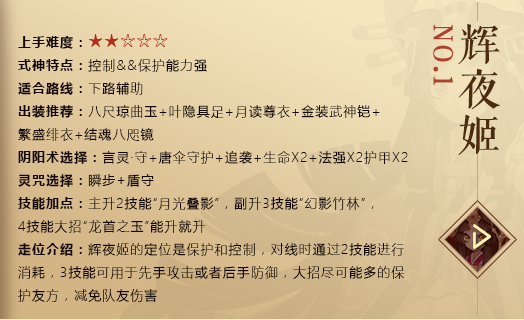 上手难度：★★☆☆☆
式神特点：控制&&保护能力强
适合路线：下路辅助
出装推荐：八尺琼曲玉+叶隐具足+月读尊衣+金装武神铠+
繁盛绯衣+结魂八咫镜
阴阳术选择：言灵·守+唐伞守护+追袭+生命X2+法强X2护甲X2
灵咒选择：瞬步+盾守
技能加点：主升2技能“月光叠影”，副升3技能“幻影竹林”，
4技能大招“龙首之玉”能升就升
走位介绍：辉夜姬的定位是保护和控制，对线时通过2技能进行
消耗，3技能可用于先手攻击或者后手防御，大招尽可能多的保
护友方，减免队友伤害
辉夜姬
NO.1